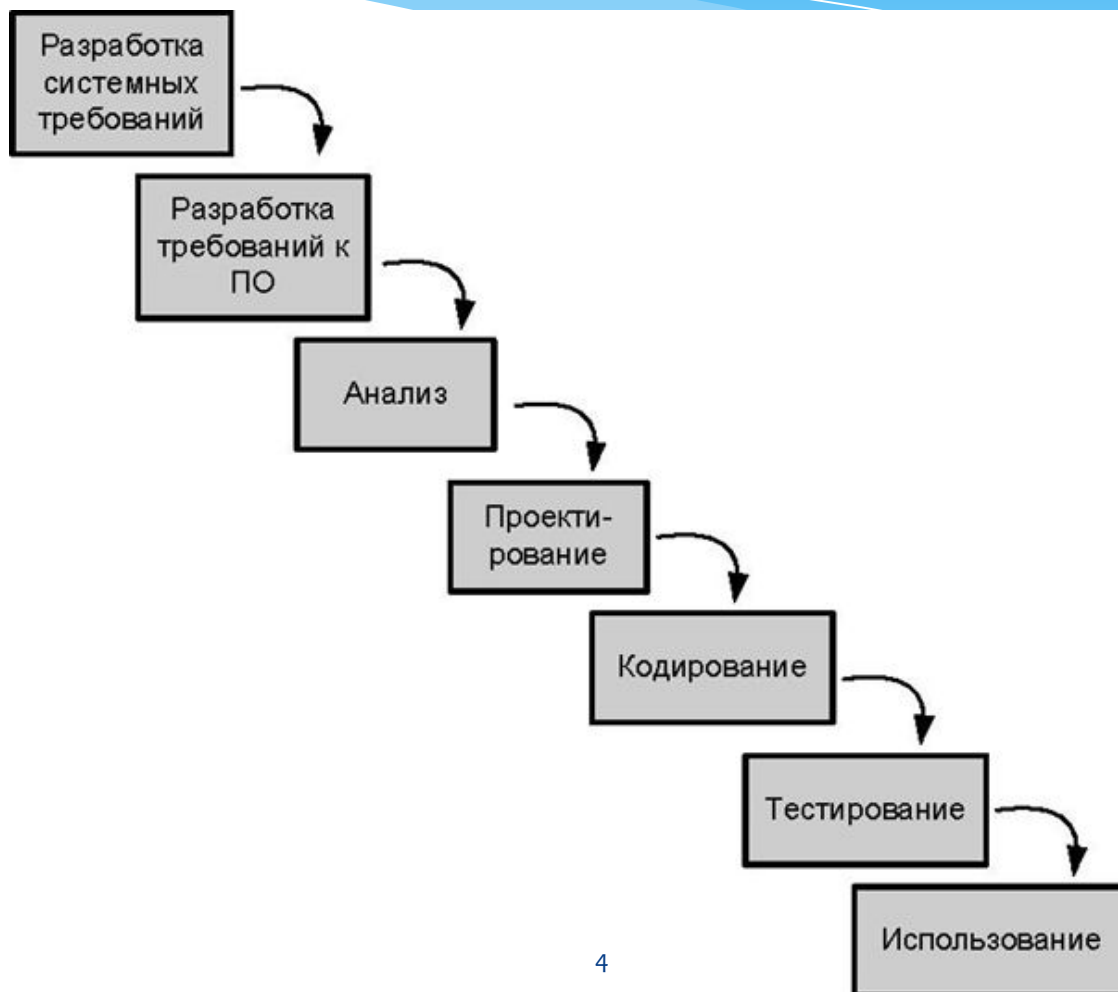 Разработка
системных
требований
Разработка
требований к
ПО
Анализ
Проекти-
рование
Кодирование
Тестирование
Использование
4